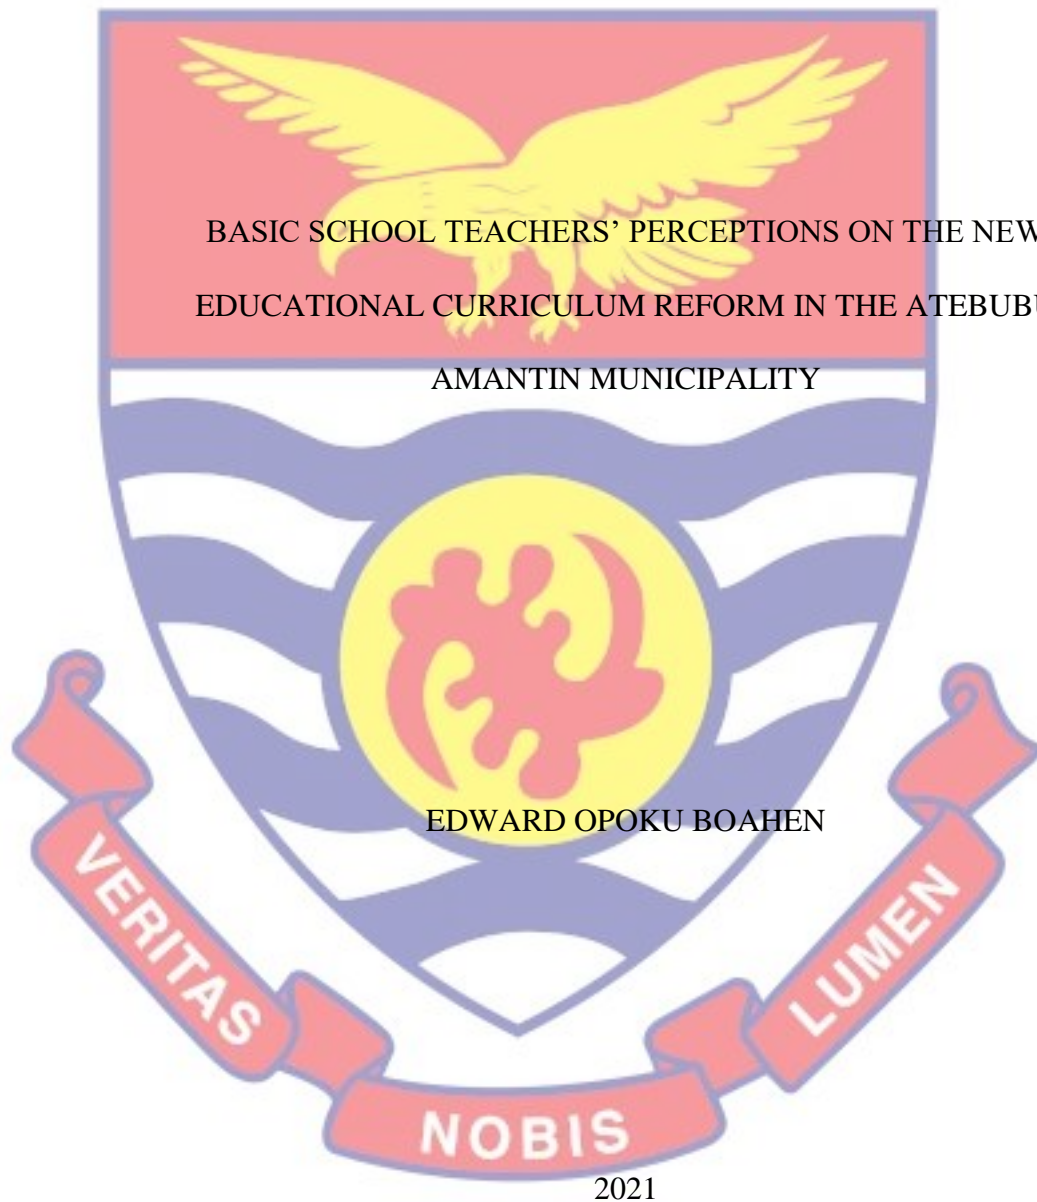 BASIC SCHOOL TEACHERS’ PERCEPTIONS ON THE NEW
EDUCATIONAL CURRICULUM REFORM IN THE ATEBUBU
AMANTIN MUNICIPALITY
EDWARD OPOKU BOAHEN
VERITAS
NOBIS
LUMEN
2021